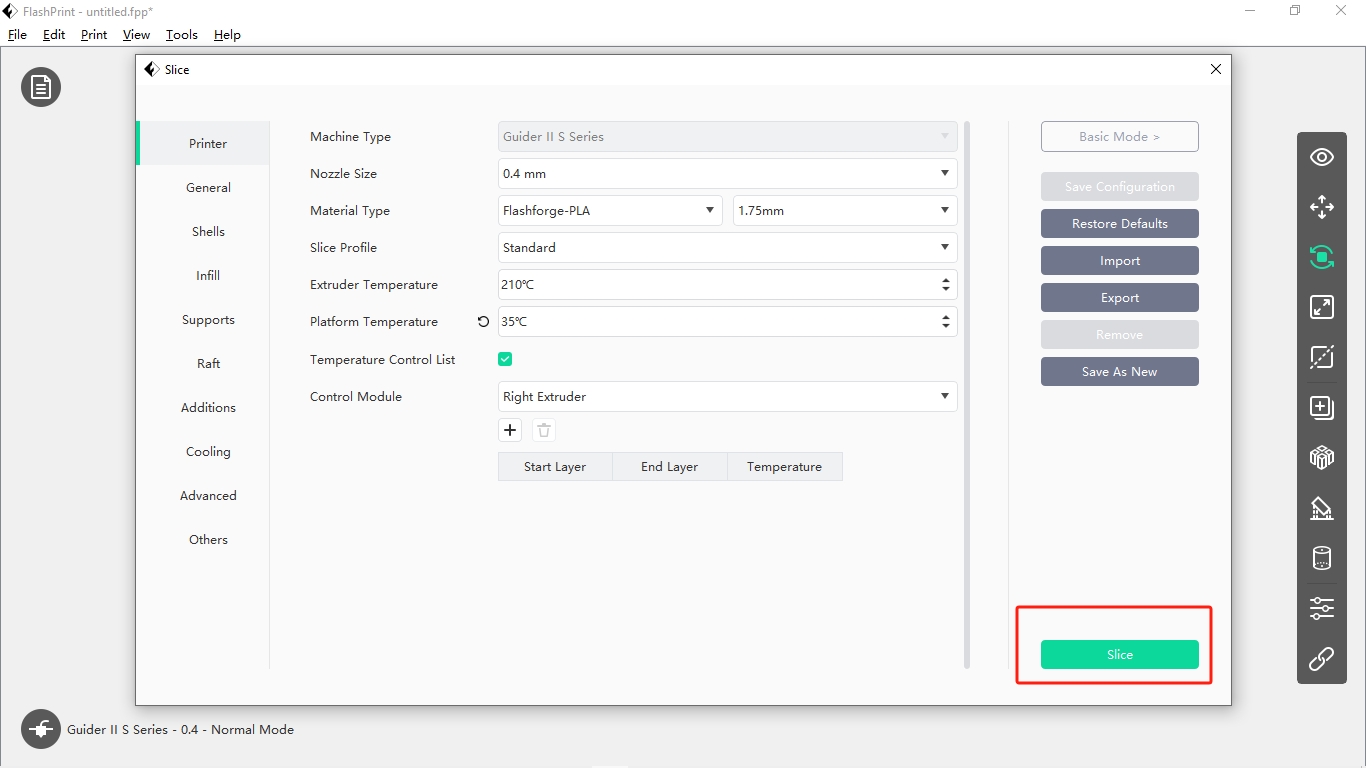 FlashPrint - untitled.fpp*
File Edit Print View Tools Help
Slice
Printer
General
Shells
Infill
Supports
Raft
Additions
Cooling
Advanced
Others
Machine Type Guider II S Series
Nozzle Size 0.4 mm
Material Type Flashforge-PLA 1.75mm
Slice Profile Standard
Extruder Temperature 210℃
Platform Temperature 35℃
Temperature Control List
Control Module Right Extruder
Start Layer End Layer Temperature
Basic Mode >
Save Configuration
Restore Defaults
Import
Export
Remove
Save As New
Slice
Guider II S Series - 0.4 - Normal Mode